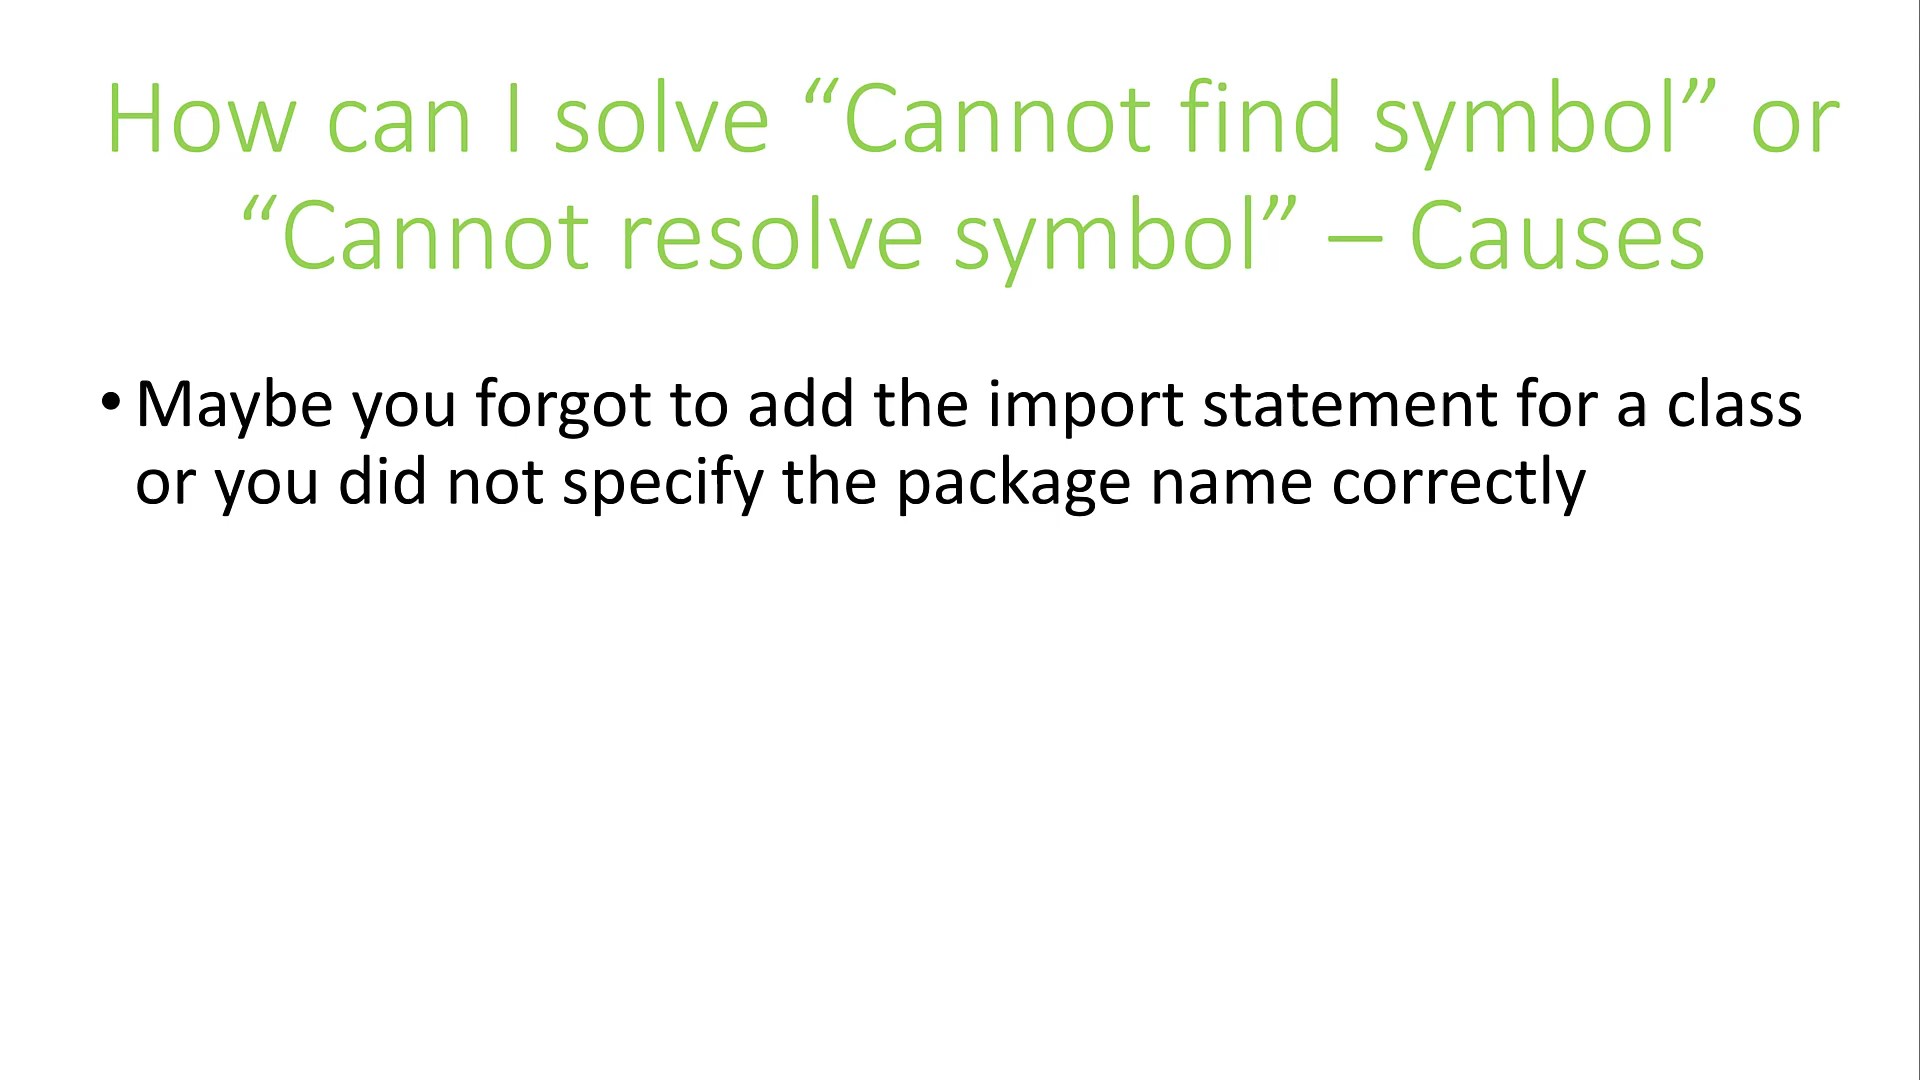 How can I solve “Cannot find symbol” or
“Cannot resolve symbol” – Causes
• Maybe you forgot to add the import statement for a class
or you did not specify the package name correctly